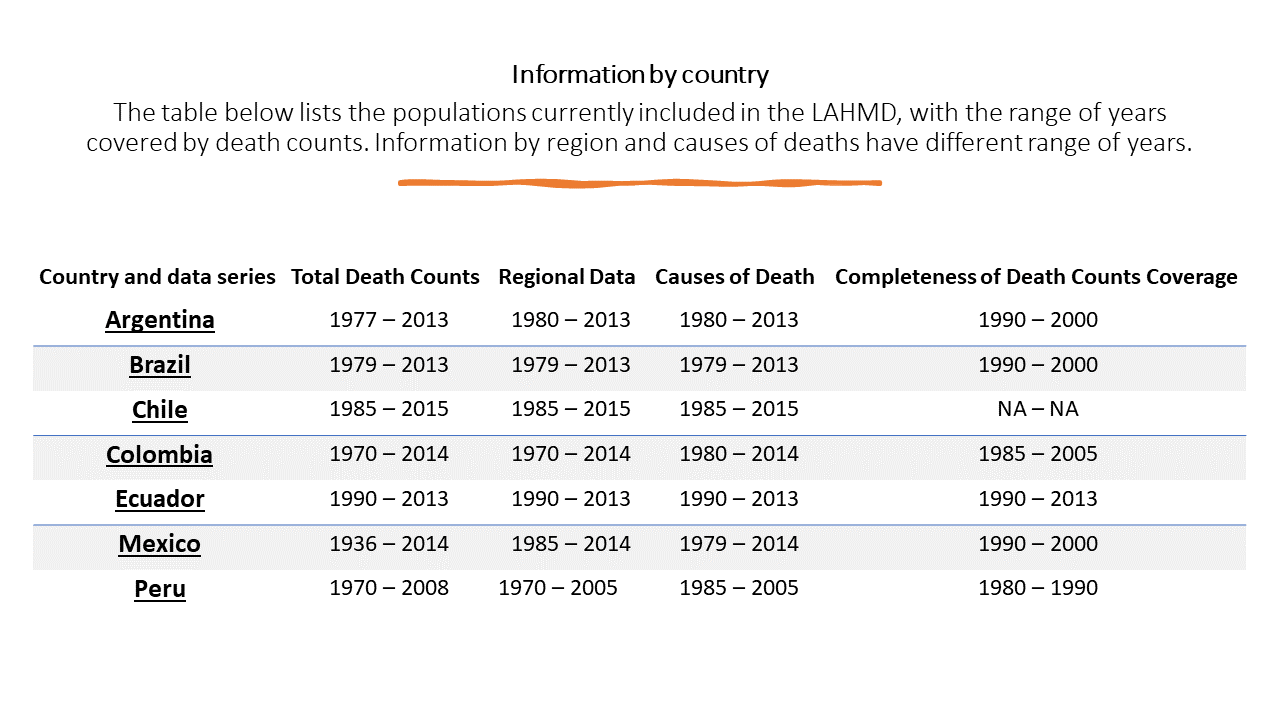 Information by country
The table below lists the populations currently included in the LAHMD, with the range of years
covered by death counts. Information by region and causes of deaths have different range of years.
Country and data series Total Death Counts Regional Data Causes of Death Completeness of Death Counts Coverage
Argentina 1977 – 2013 1980 – 2013 1980 – 2013 1990 – 2000
Brazil 1979 – 2013 1979 – 2013 1979 – 2013 1990 – 2000
Chile 1985 – 2015 1985 – 2015 1985 – 2015 NA – NA
Colombia 1970 – 2014 1970 – 2014 1980 – 2014 1985 – 2005
Ecuador 1990 – 2013 1990 – 2013 1990 – 2013 1990 – 2013
Mexico 1936 – 2014 1985 – 2014 1979 – 2014 1990 – 2000
Peru 1970 – 2008 1970 – 2005 1985 – 2005 1980 – 1990